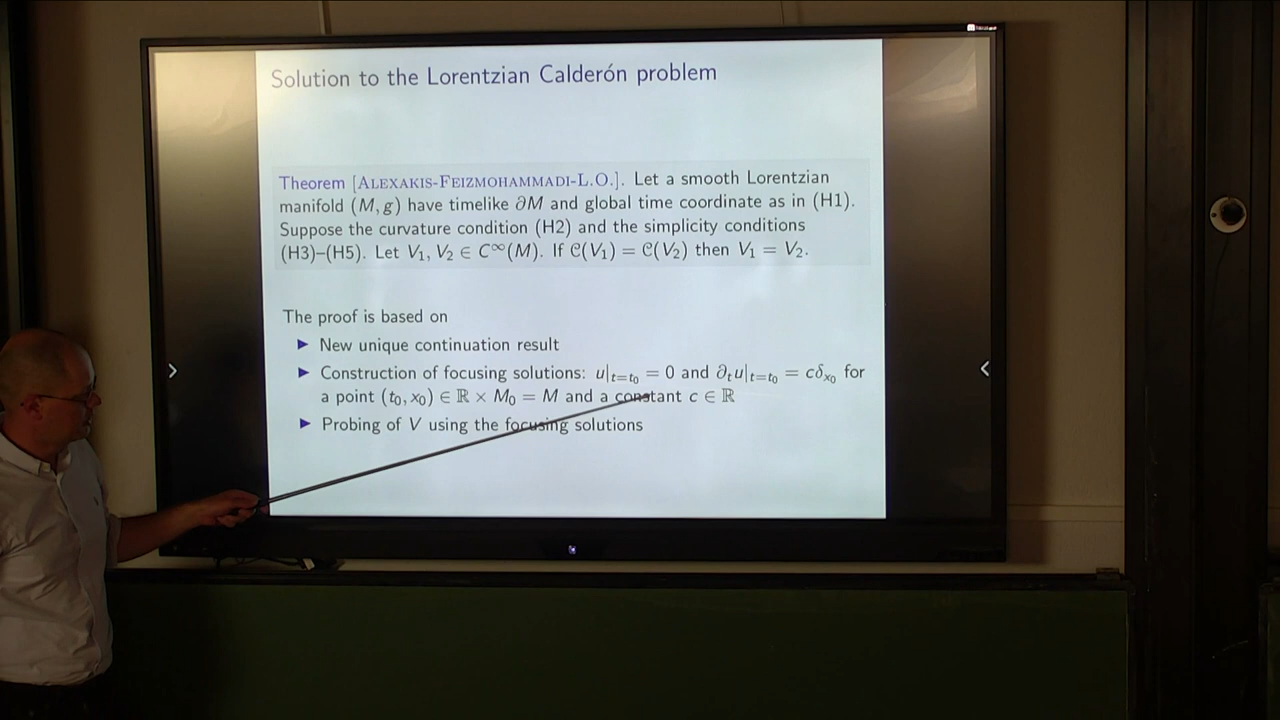 Solution to the Lorentzian Calderón problem
Theorem [ALEXAKIS-FEIZMOHAMMADI-L.O.]. Let a smooth Lorentzian
manifold (M, g) have timelike ∂M and global time coordinate as in (H1).
Suppose the curvature condition (H2) and the simplicity conditions
(H3)–(H5). Let V₁, V₂ ∈ C^∞(M). If 𝒞(V₁) = 𝒞(V₂) then V₁ = V₂.
The proof is based on
▶ New unique continuation result
▶ Construction of focusing solutions: u|_{t=t₀} = 0 and ∂ₜu|_{t=t₀} = cδ_{x₀} for
a point (t₀, x₀) ∈ ℝ × M₀ = M and a constant c ∈ ℝ
▶ Probing of V using the focusing solutions